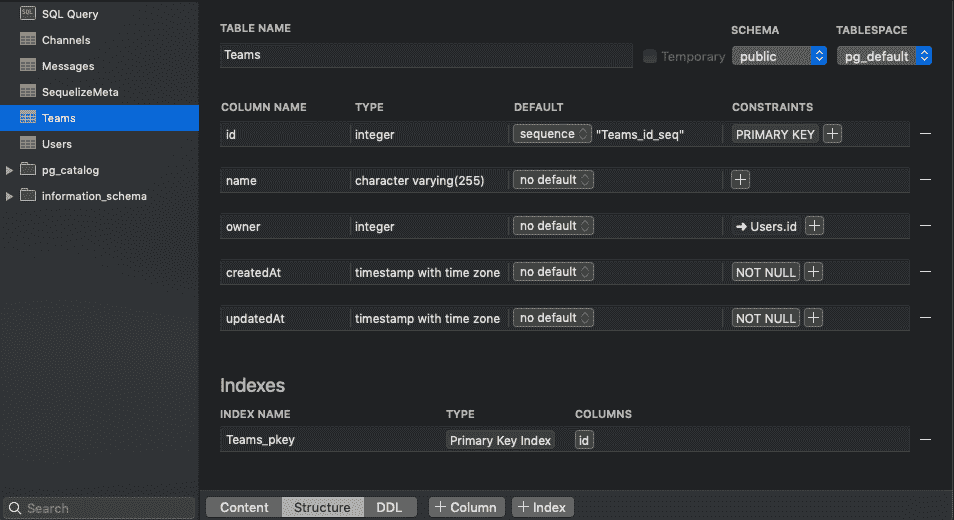 SQL Query
Channels
Messages
SequelizeMeta
Teams
Users
pg_catalog
information_schema
Search
TABLE NAME SCHEMA TABLESPACE
Teams Temporary public pg_default
COLUMN NAME TYPE DEFAULT CONSTRAINTS
id integer sequence "Teams_id_seq" PRIMARY KEY +
name character varying(255) no default +
owner integer no default ➜ Users.id +
createdAt timestamp with time zone no default NOT NULL +
updatedAt timestamp with time zone no default NOT NULL +
Indexes
INDEX NAME TYPE COLUMNS
Teams_pkey Primary Key Index id
Content Structure DDL + Column + Index